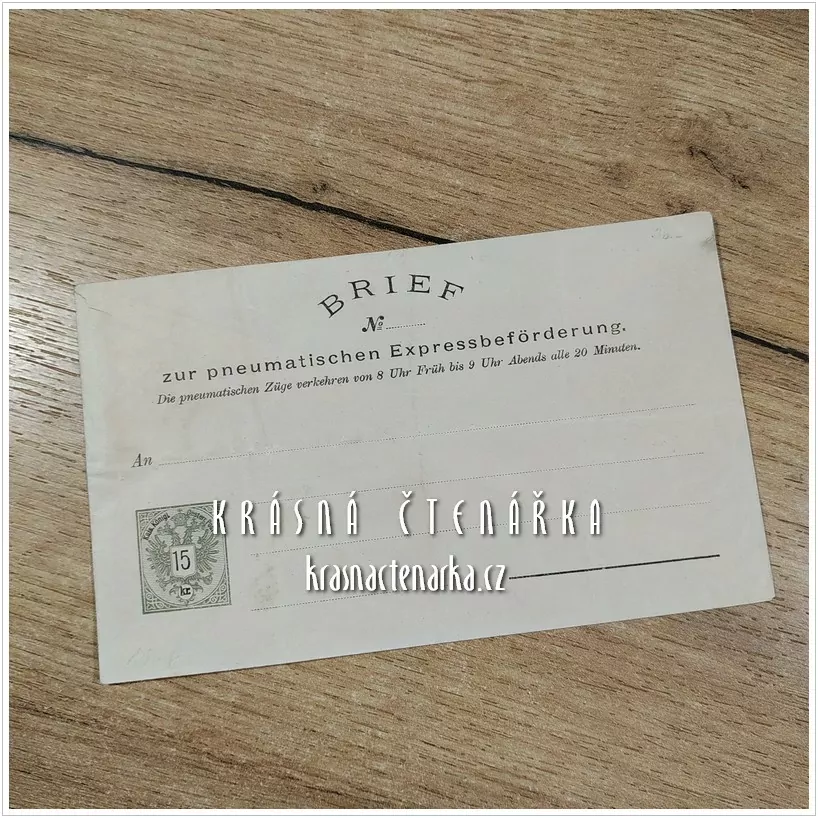 BRIEF
№
zur pneumatischen Expressbeförderung.
Die pneumatischen Züge verkehren von 8 Uhr Früh bis 9 Uhr Abends alle 20 Minuten.
An
15
kr.
KRÁSNÁ ČTENÁŘKA
krasnactenarka.cz